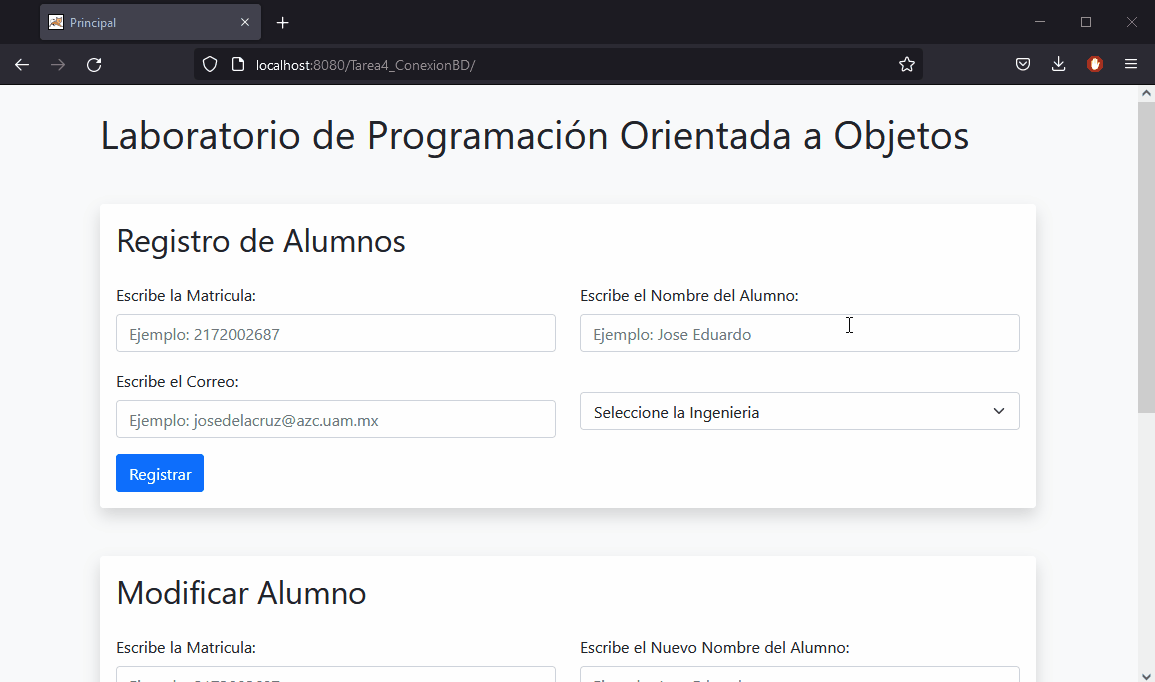 Principal
localhost:8080/Tarea4_ConexionBD/
Laboratorio de Programación Orientada a Objetos
Registro de Alumnos
Escribe la Matricula:
Escribe el Nombre del Alumno:
Ejemplo: 2172002687
Ejemplo: Jose Eduardo
Escribe el Correo:
Ejemplo: josedelacruz@azc.uam.mx
Seleccione la Ingenieria
Registrar
Modificar Alumno
Escribe la Matricula:
Escribe el Nuevo Nombre del Alumno: